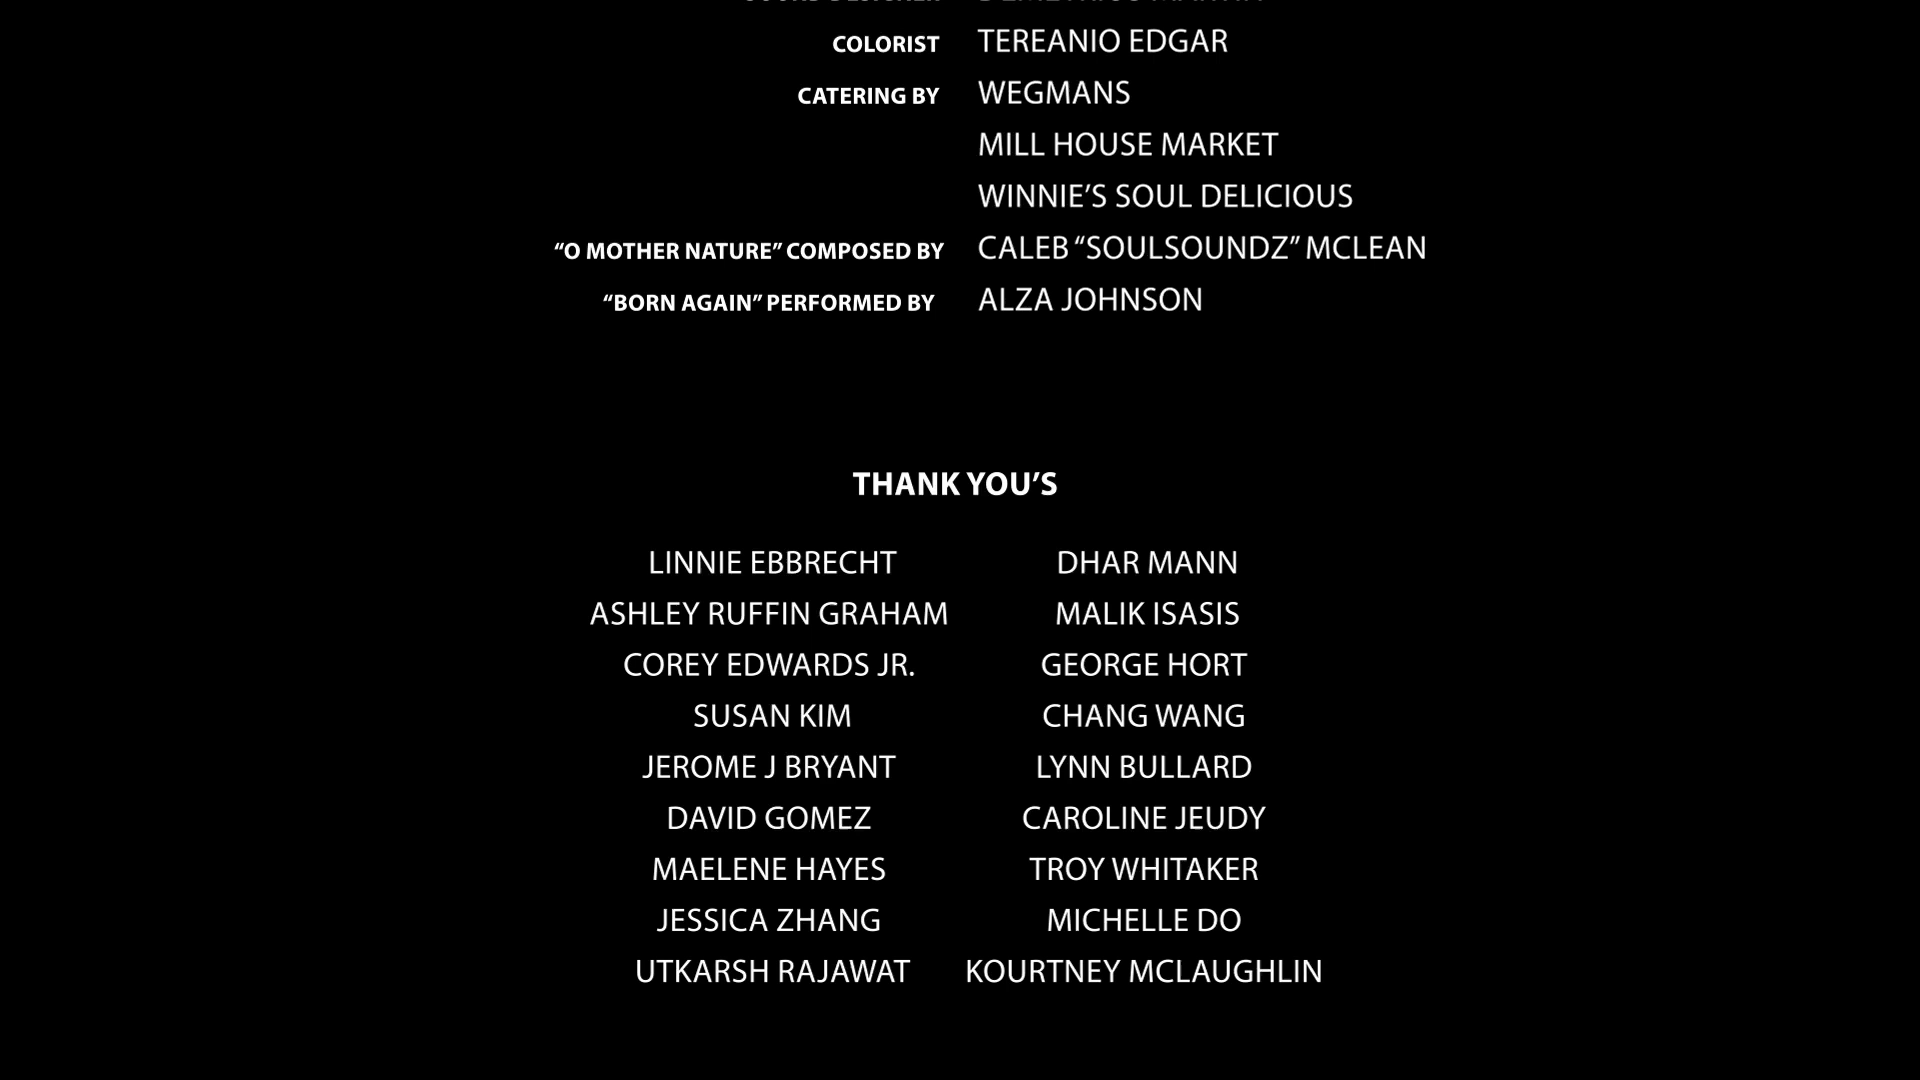 COLORIST TEREANIO EDGAR
CATERING BY WEGMANS
MILL HOUSE MARKET
WINNIE’S SOUL DELICIOUS
“O MOTHER NATURE” COMPOSED BY CALEB “SOULSOUNDZ” MCLEAN
“BORN AGAIN” PERFORMED BY ALZA JOHNSON
THANK YOU’S
LINNIE EBBRECHT DHAR MANN
ASHLEY RUFFIN GRAHAM MALIK ISASIS
COREY EDWARDS JR. GEORGE HORT
SUSAN KIM CHANG WANG
JEROME J BRYANT LYNN BULLARD
DAVID GOMEZ CAROLINE JEUDY
MAELENE HAYES TROY WHITAKER
JESSICA ZHANG MICHELLE DO
UTKARSH RAJAWAT KOURTNEY MCLAUGHLIN